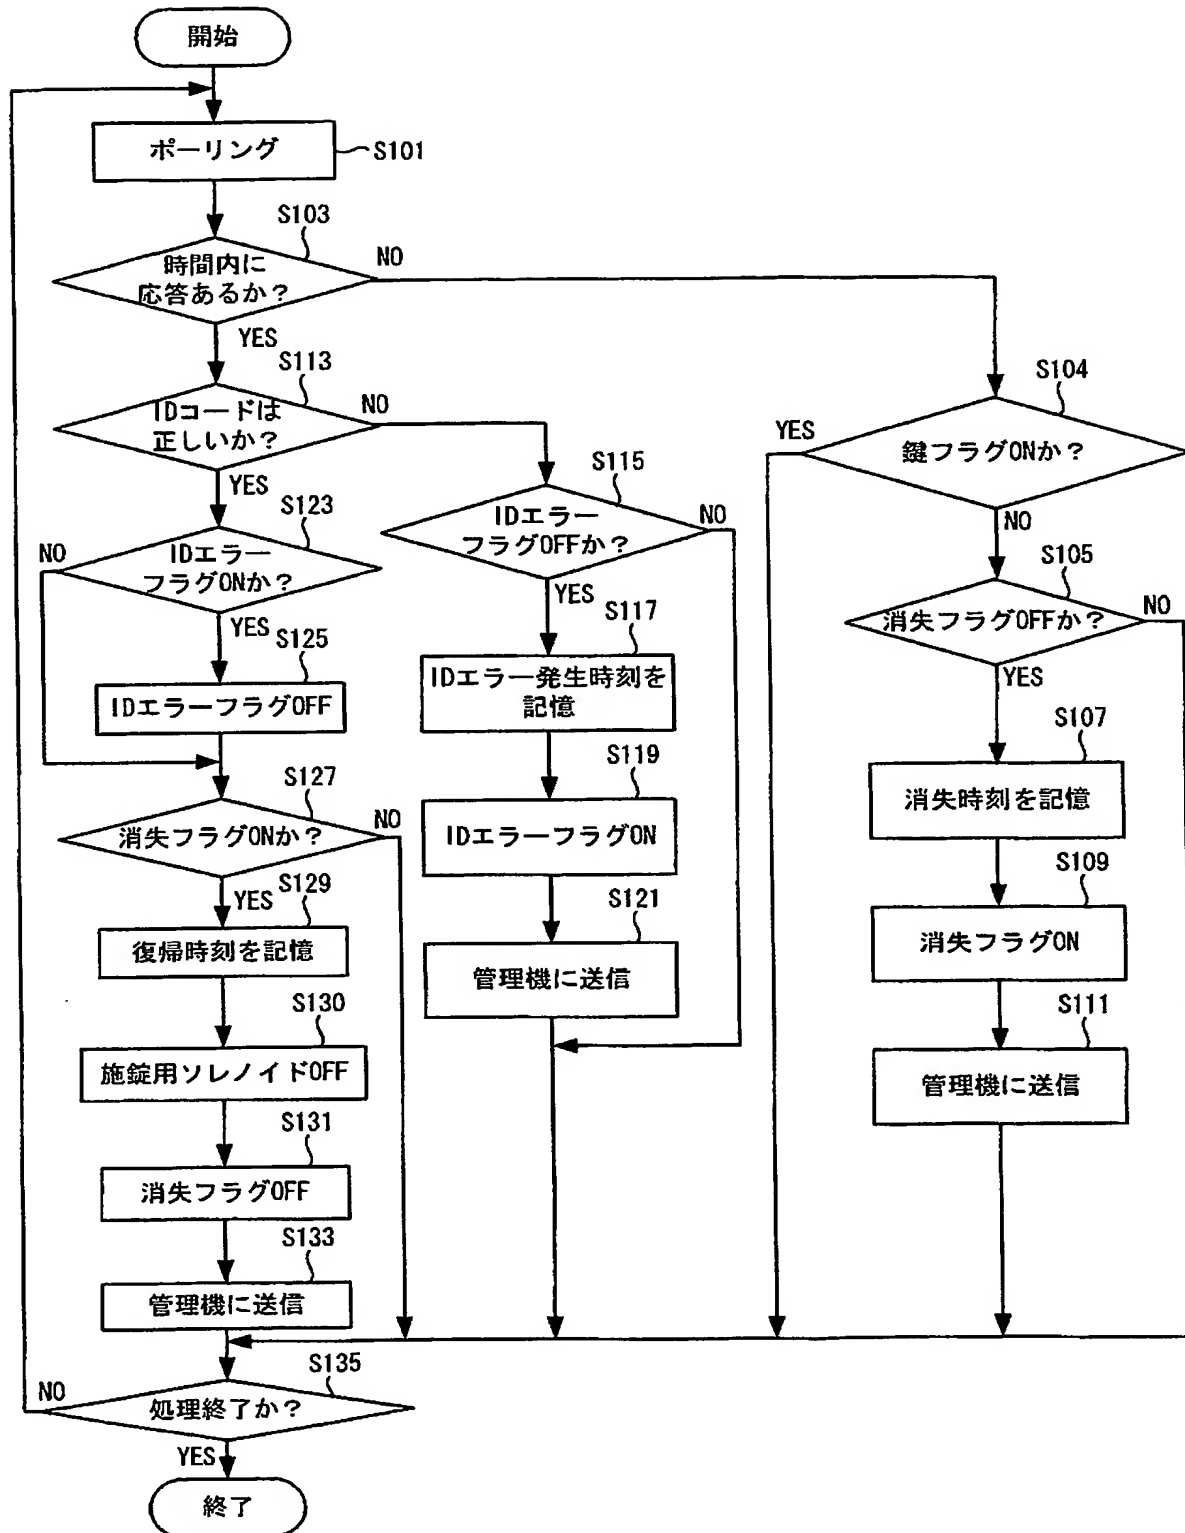 開始
ポーリング
S101
S103
時間内に
応答あるか?
NO
YES
S113
IDコードは
正しいか?
NO
YES
S104
鍵フラグONか?
YES
NO
S115
IDエラー
フラグOFFか?
NO
YES
S123
IDエラー
フラグONか?
NO
YES
S105
消失フラグOFFか?
NO
YES
S125
IDエラーフラグOFF
S117
IDエラー発生時刻を
記憶
S107
消失時刻を記憶
S127
消失フラグONか?
NO
YES
S119
IDエラーフラグON
S109
消失フラグON
S129
復帰時刻を記憶
S121
管理機に送信
S130
施錠用ソレノイドOFF
S111
管理機に送信
S131
消失フラグOFF
S133
管理機に送信
S135
処理終了か?
NO
YES
終了